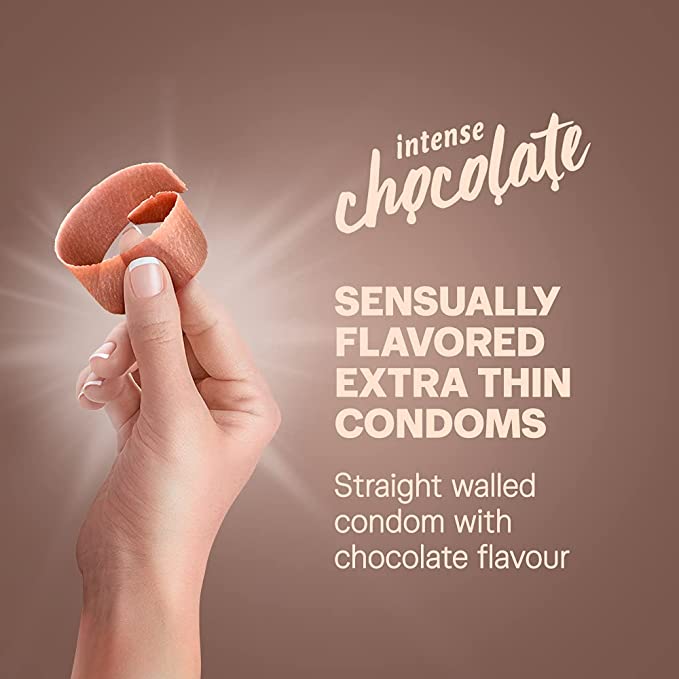 intense
chocolate
SENSUALLY
FLAVORED
EXTRA THIN
CONDOMS
Straight walled
condom with
chocolate flavour